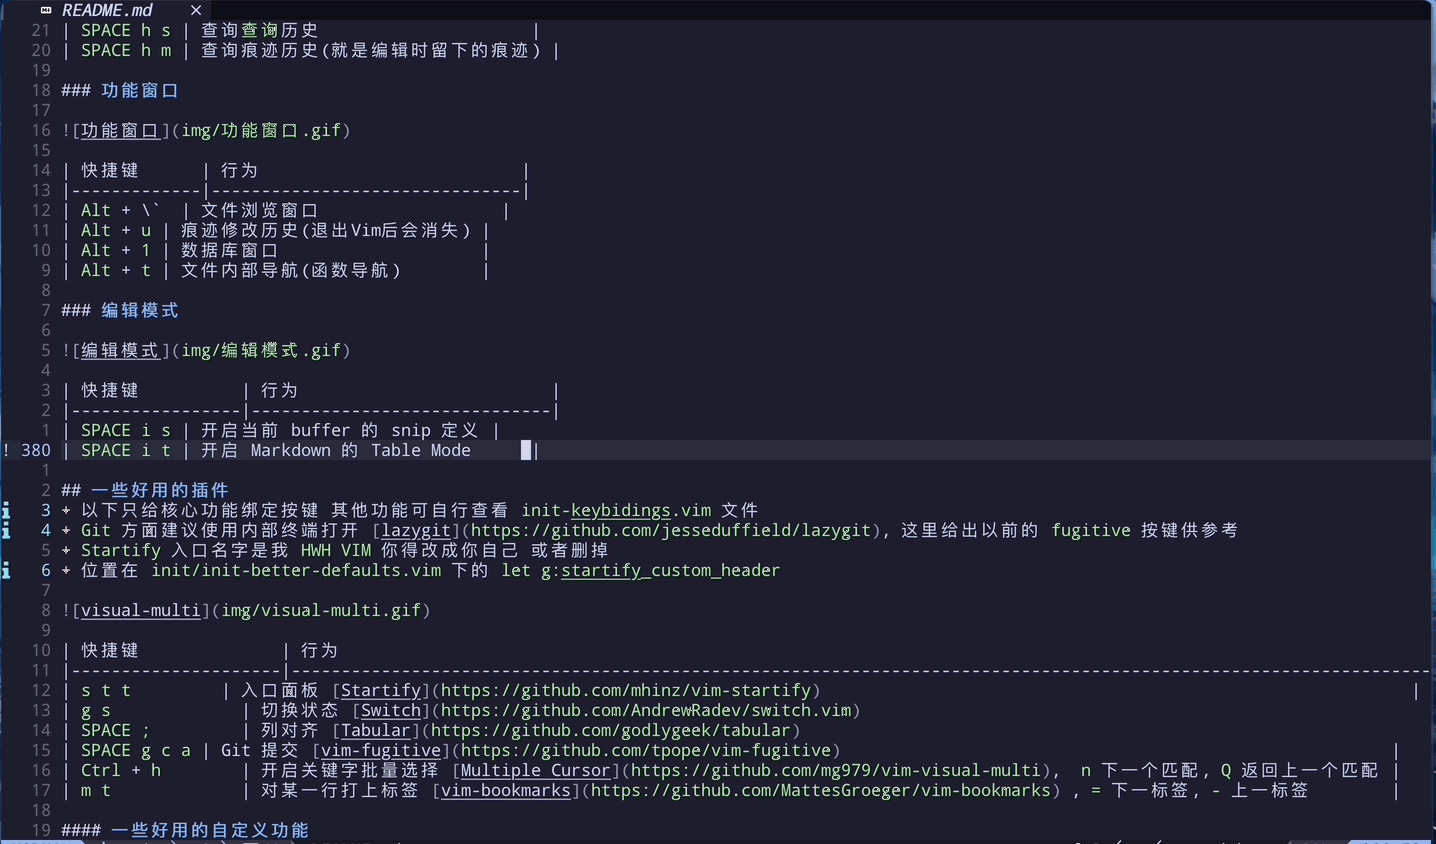 README.md ×
21 | SPACE h s | 查询查询历史 |
20 | SPACE h m | 查询痕迹历史(就是编辑时留下的痕迹) |
19
18 ### 功能窗口
17
16 ![功能窗口](img/功能窗口.gif)
15
14 | 快捷键 | 行为 |
13 |-------------|-------------------------------|
12 | Alt + \` | 文件浏览窗口 |
11 | Alt + u | 痕迹修改历史(退出Vim后会消失) |
10 | Alt + 1 | 数据库窗口 |
9 | Alt + t | 文件内部导航(函数导航) |
8
7 ### 编辑模式
6
5 ![编辑模式](img/编辑模式.gif)
4
3 | 快捷键 | 行为 |
2 |-----------------|------------------------------|
1 | SPACE i s | 开启当前 buffer 的 snip 定义 |
! 380 | SPACE i t | 开启 Markdown 的 Table Mode |
1
2 ## 一些好用的插件
i 3 + 以下只给核心功能绑定按键 其他功能可自行查看 init-keybidings.vim 文件
i 4 + Git 方面建议使用内部终端打开 [lazygit](https://github.com/jesseduffield/lazygit), 这里给出以前的 fugitive 按键供参考
5 + Startify 入口名字是我 HWH VIM 你得改成你自己 或者删掉
i 6 + 位置在 init/init-better-defaults.vim 下的 let g:startify_custom_header
7
8 ![visual-multi](img/visual-multi.gif)
9
10 | 快捷键 | 行为
11 |---------------------|------------------------------------------------------------------------------------------------------------------
12 | s t t | 入口面板 [Startify](https://github.com/mhinz/vim-startify) |
13 | g s | 切换状态 [Switch](https://github.com/AndrewRadev/switch.vim)
14 | SPACE ; | 列对齐 [Tabular](https://github.com/godlygeek/tabular)
15 | SPACE g c a | Git 提交 [vim-fugitive](https://github.com/tpope/vim-fugitive) |
16 | Ctrl + h | 开启关键字批量选择 [Multiple Cursor](https://github.com/mg979/vim-visual-multi), n 下一个匹配, Q 返回上一个匹配 |
17 | m t | 对某一行打上标签 [vim-bookmarks](https://github.com/MattesGroeger/vim-bookmarks) , = 下一标签, - 上一标签 |
18
19 #### 一些好用的自定义功能